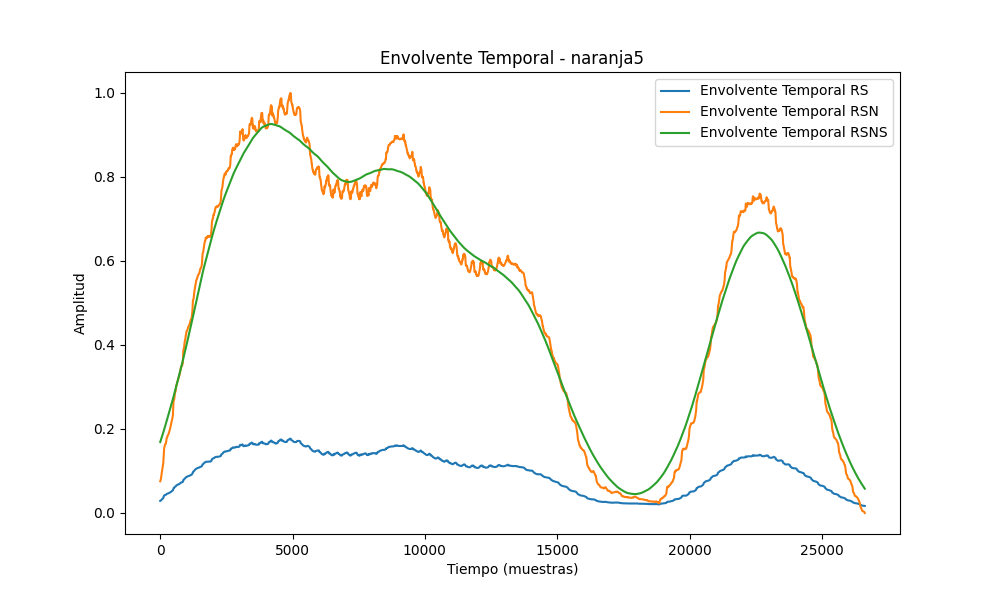 Envolvente Temporal - naranja5
Envolvente Temporal RS
Envolvente Temporal RSN
Envolvente Temporal RSNS
Amplitud
1.0
0.8
0.6
0.4
0.2
0.0
0 5000 10000 15000 20000 25000
Tiempo (muestras)